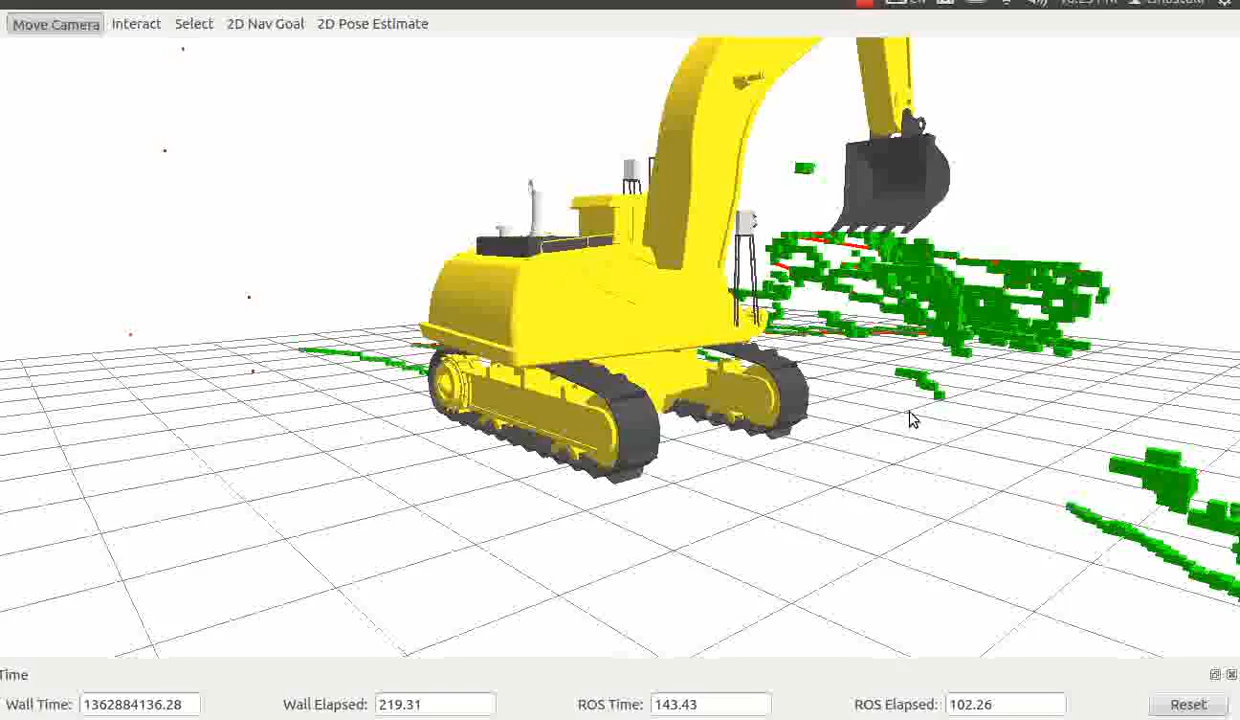 Move Camera Interact Select 2D Nav Goal 2D Pose Estimate
Time
Wall Time: 1362884136.28 Wall Elapsed: 219.31 ROS Time: 143.43 ROS Elapsed: 102.26 Reset